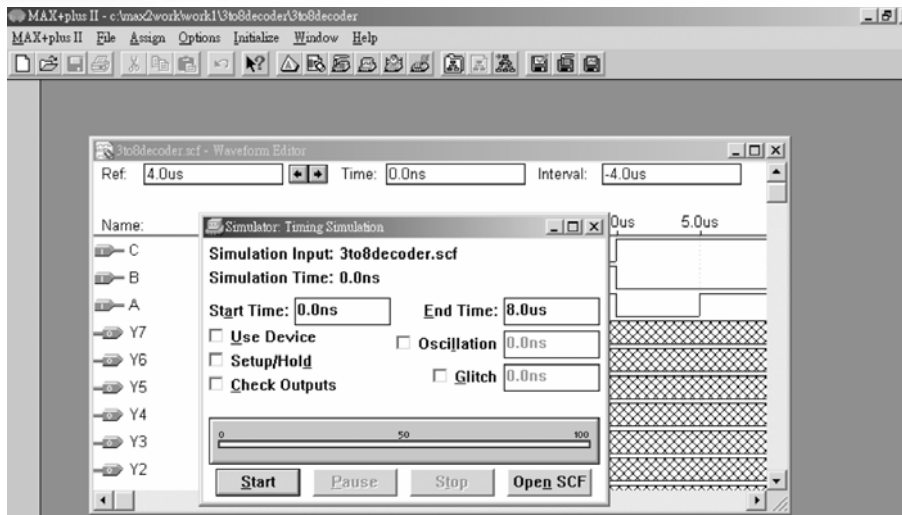 MAX+plus II - c:\max2work\work1\3to8decoder\3to8decoder
MAX+plus II File Assign Options Initialize Window Help
3to8decoder.scf - Waveform Editor
Ref: 4.0us Time: 0.0ns Interval: -4.0us
Name: 0us 5.0us
Simulator: Timing Simulation
C
Simulation Input: 3to8decoder.scf
B
Simulation Time: 0.0ns
A
Start Time: 0.0ns End Time: 8.0us
Y7
Use Device Oscillation 0.0ns
Y6
Setup/Hold Glitch 0.0ns
Y5
Check Outputs
Y4
0 50 100
Y3
Y2
Start Pause Stop Open SCF